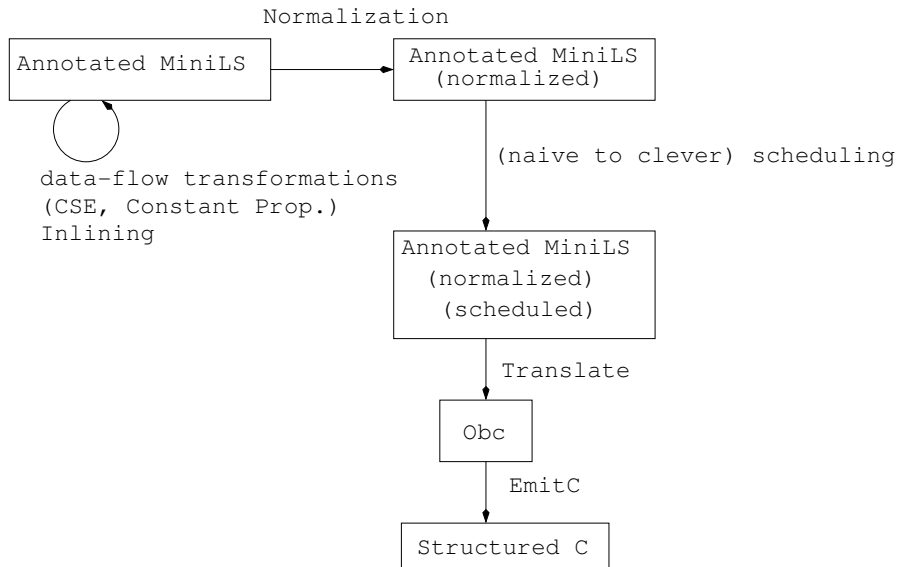 Normalization
Annotated MiniLS
Annotated MiniLS
(normalized)
(naive to clever) scheduling
data-flow transformations
(CSE, Constant Prop.)
Inlining
Annotated MiniLS
(normalized)
(scheduled)
Translate
Obc
EmitC
Structured C